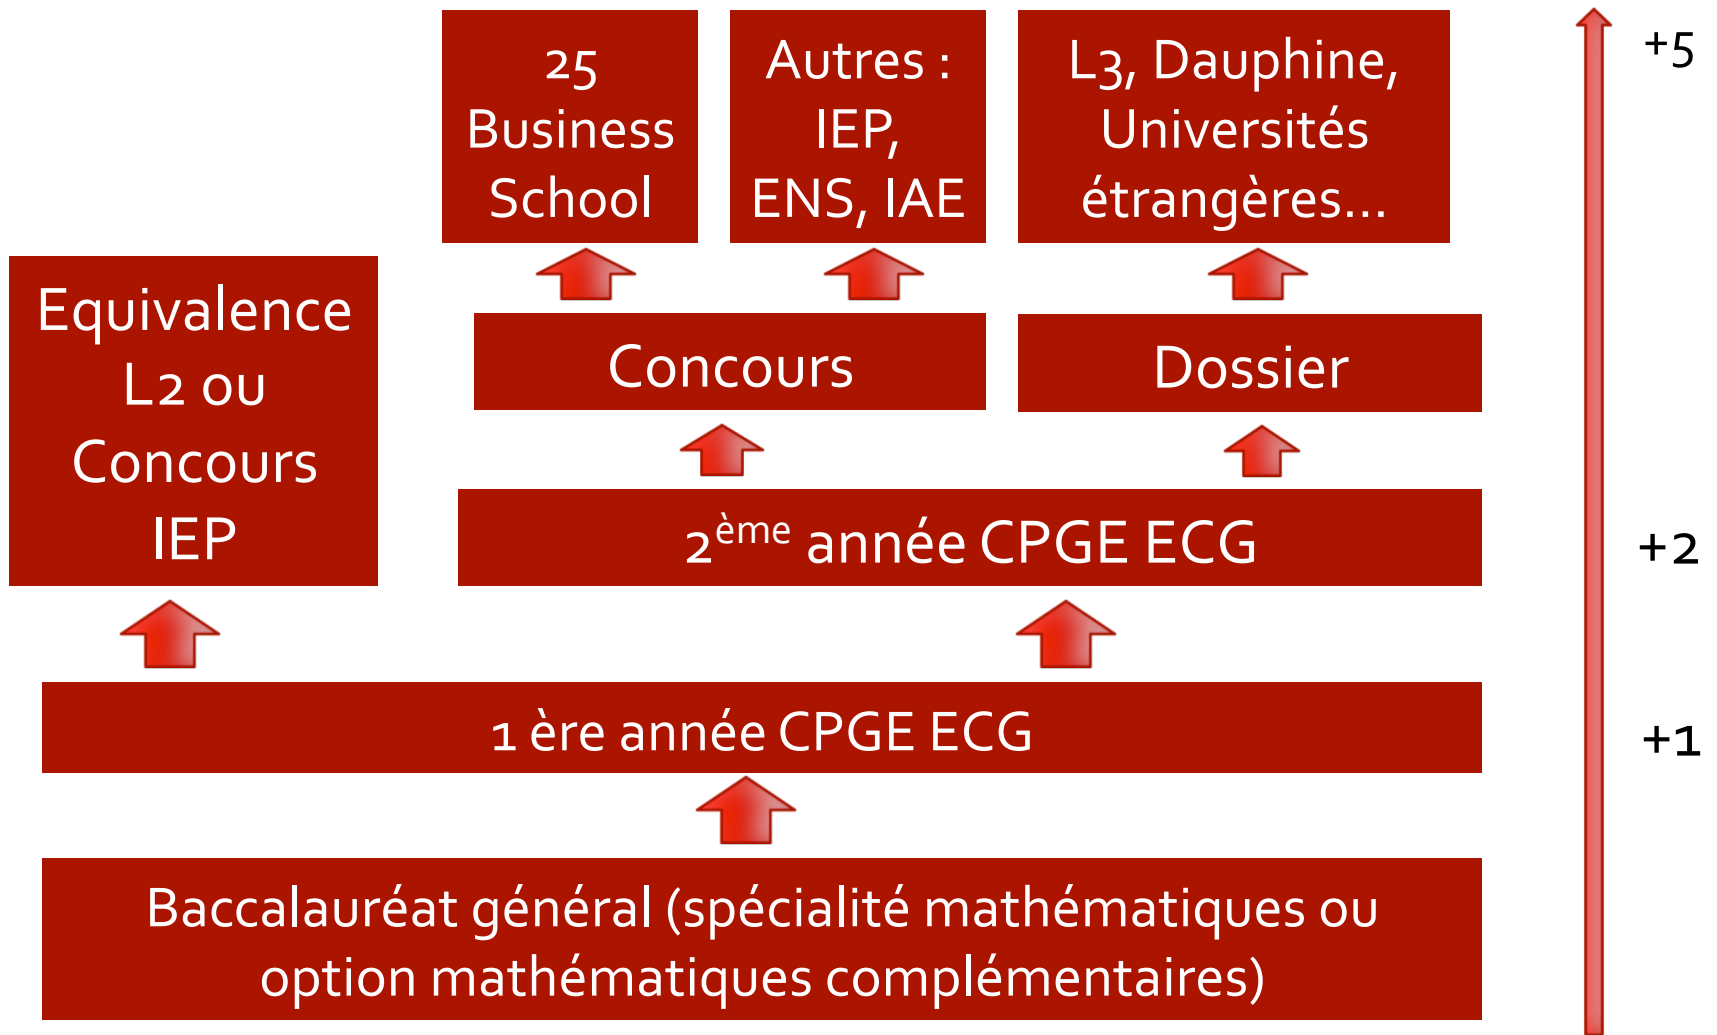 25
Business
School
Autres :
IEP,
ENS, IAE
L3, Dauphine,
Universités
étrangères...
+5
Equivalence
L2 ou
Concours
IEP
Concours
Dossier
2ème année CPGE ECG
+2
1 ère année CPGE ECG
+1
Baccalauréat général (spécialité mathématiques ou
option mathématiques complémentaires)